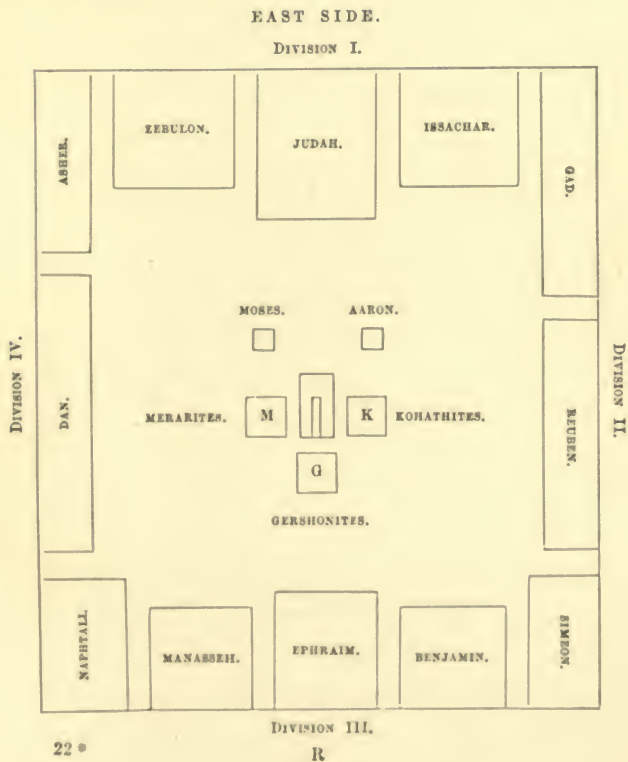 EAST SIDE.
DIVISION I.
ASHER.
ZEBULON.
JUDAH.
ISSACHAR.
GAD.
MOSES.
AARON.
DIVISION IV.
DIVISION II.
DAN.
MERARITES.
M
K
KOHATHITES.
REUBEN.
G
GERSHONITES.
NAPHTALI.
MANASSEH.
EPHRAIM.
BENJAMIN.
SIMEON.
DIVISION III.
22*
R